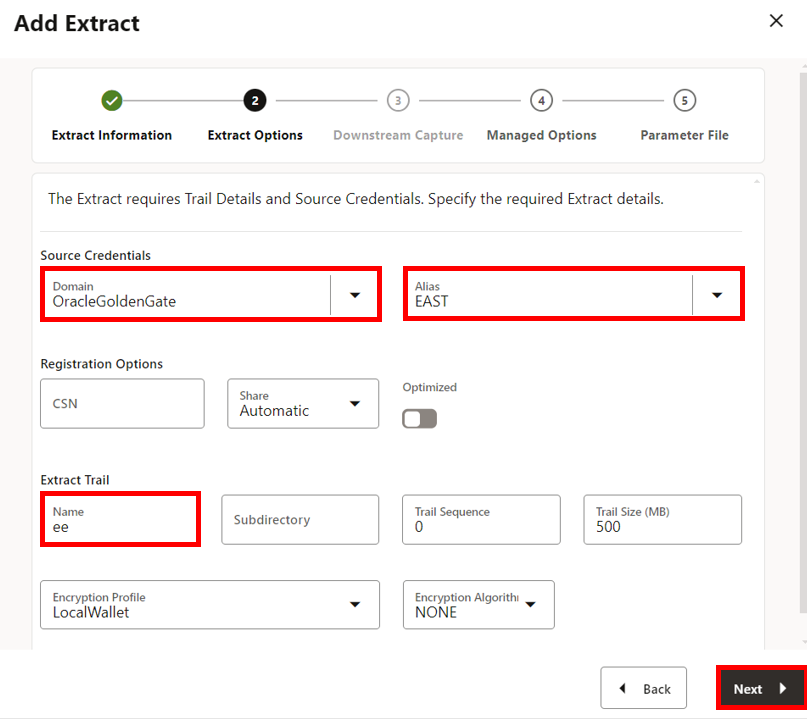 Add Extract
2
3
4
5
Extract Information
Extract Options
Downstream Capture
Managed Options
Parameter File
The Extract requires Trail Details and Source Credentials. Specify the required Extract details.
Source Credentials
Domain
OracleGoldenGate
Alias
EAST
Registration Options
CSN
Share
Automatic
Optimized
Extract Trail
Name
ee
Subdirectory
Trail Sequence
0
Trail Size (MB)
500
Encryption Profile
LocalWallet
Encryption Algorith
NONE
Back
Next